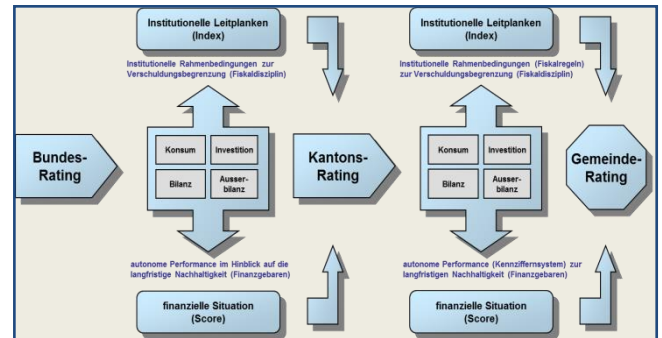 Institutionelle Leitplanken
(Index)
Institutionelle Rahmenbedingungen zur
Verschuldungsbegrenzung (Fiskaldisziplin)
Bundes-
Rating
Konsum
Investition
Bilanz
Ausser-
bilanz
autonome Performance im Hinblick auf die
langfristige Nachhaltigkeit (Finanzgebaren)
finanzielle Situation
(Score)
Kantons-
Rating
Institutionelle Leitplanken
(Index)
Institutionelle Rahmenbedingungen (Fiskalregeln)
zur Verschuldungsbegrenzung (Fiskaldisziplin)
Konsum
Investition
Bilanz
Ausser-
bilanz
autonome Performance (Kennziffernsystem) zur
langfristigen Nachhaltigkeit (Finanzgebaren)
finanzielle Situation
(Score)
Gemeinde-
Rating